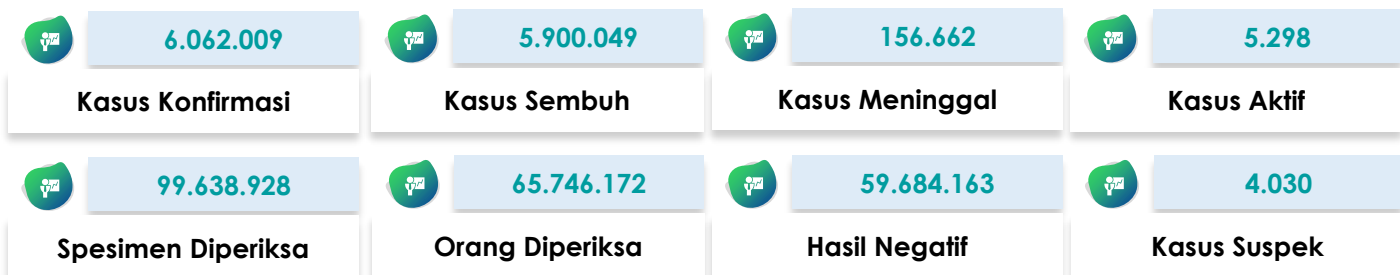 6.062.009
Kasus Konfirmasi
5.900.049
Kasus Sembuh
156.662
Kasus Meninggal
5.298
Kasus Aktif
99.638.928
Spesimen Diperiksa
65.746.172
Orang Diperiksa
59.684.163
Hasil Negatif
4.030
Kasus Suspek